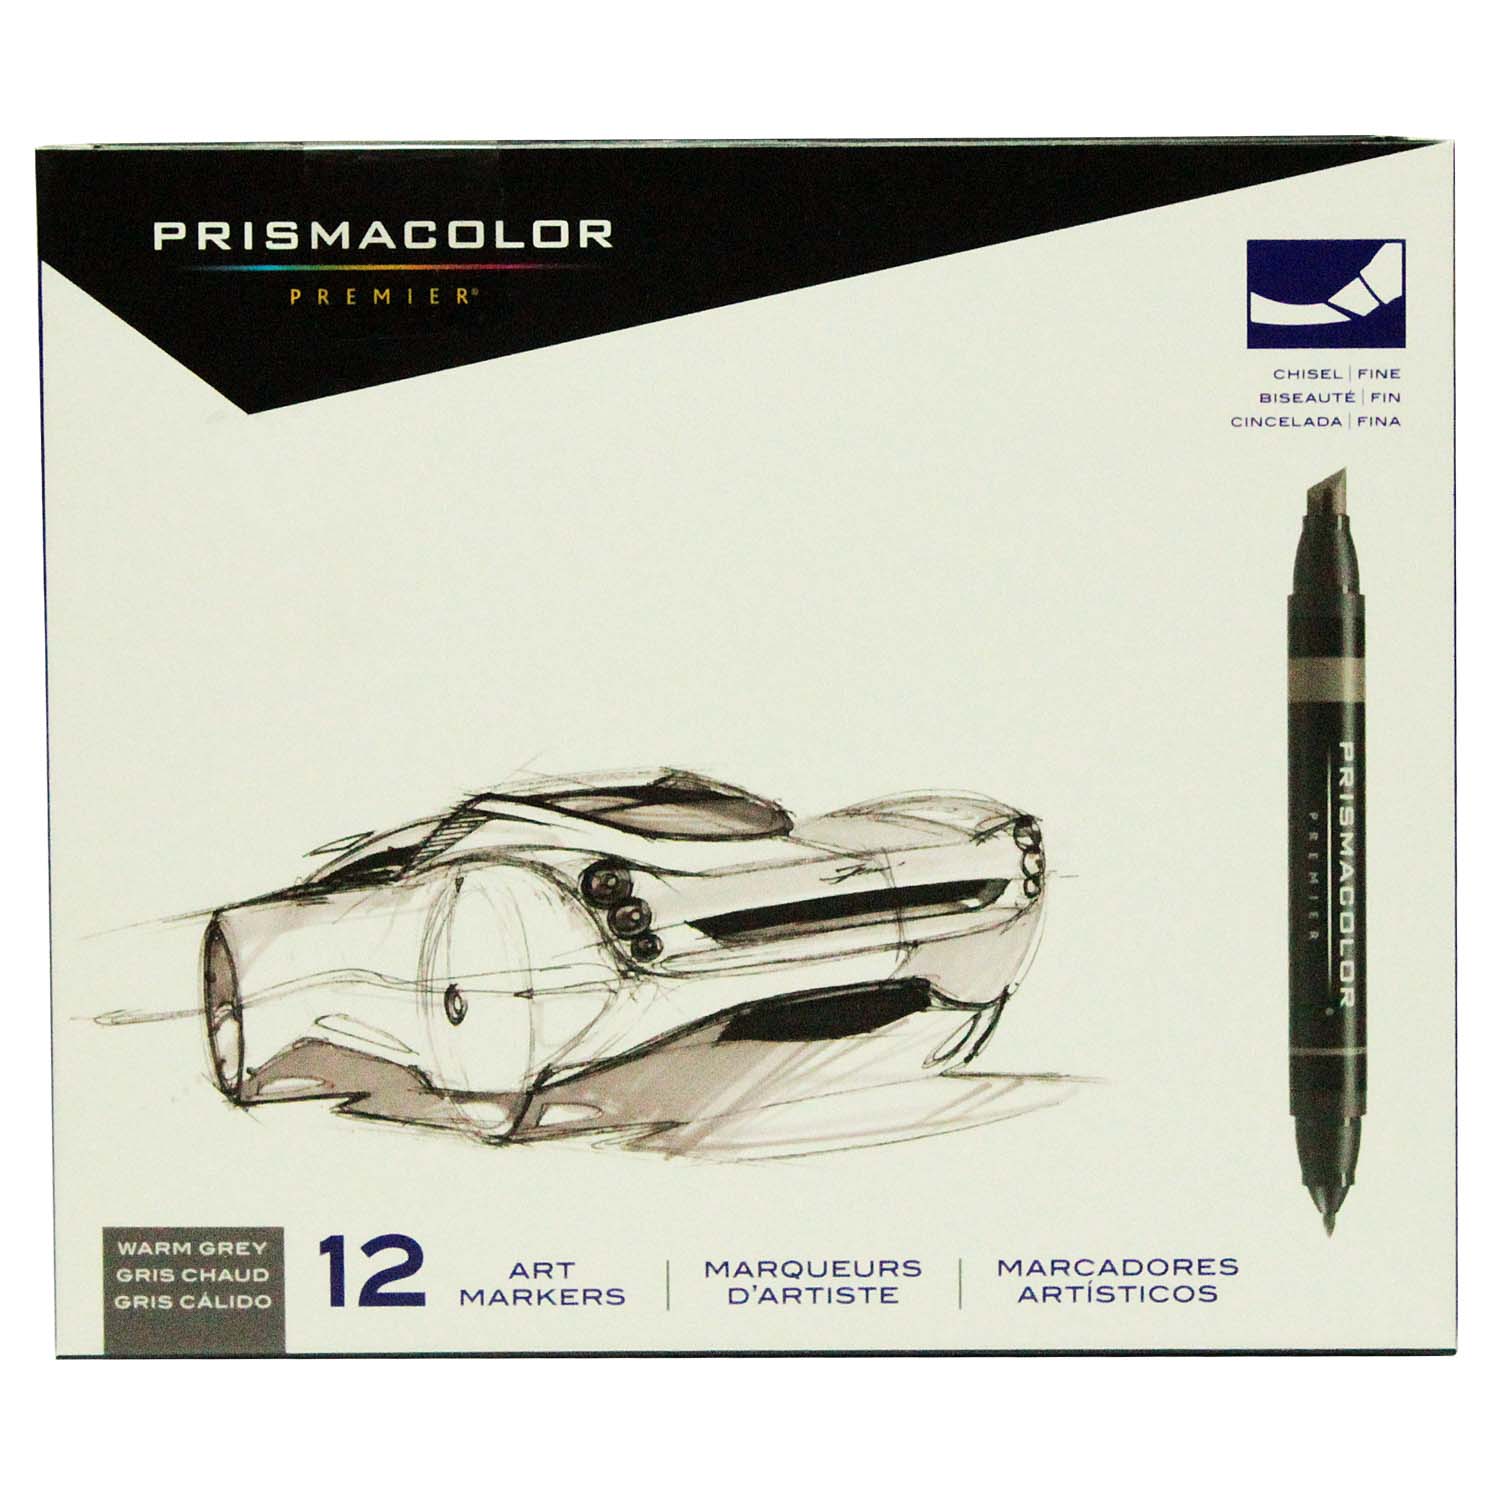 PRISMACOLOR
PREMIER®
CHISEL | FINE
BISEAUTÉ | FIN
CINCELADA | FINA
PRISMACOLOR
PREMIER
WARM GREY
GRIS CHAUD
GRIS CÁLIDO
12
ART
MARKERS
MARQUEURS
D'ARTISTE
MARCADORES
ARTÍSTICOS